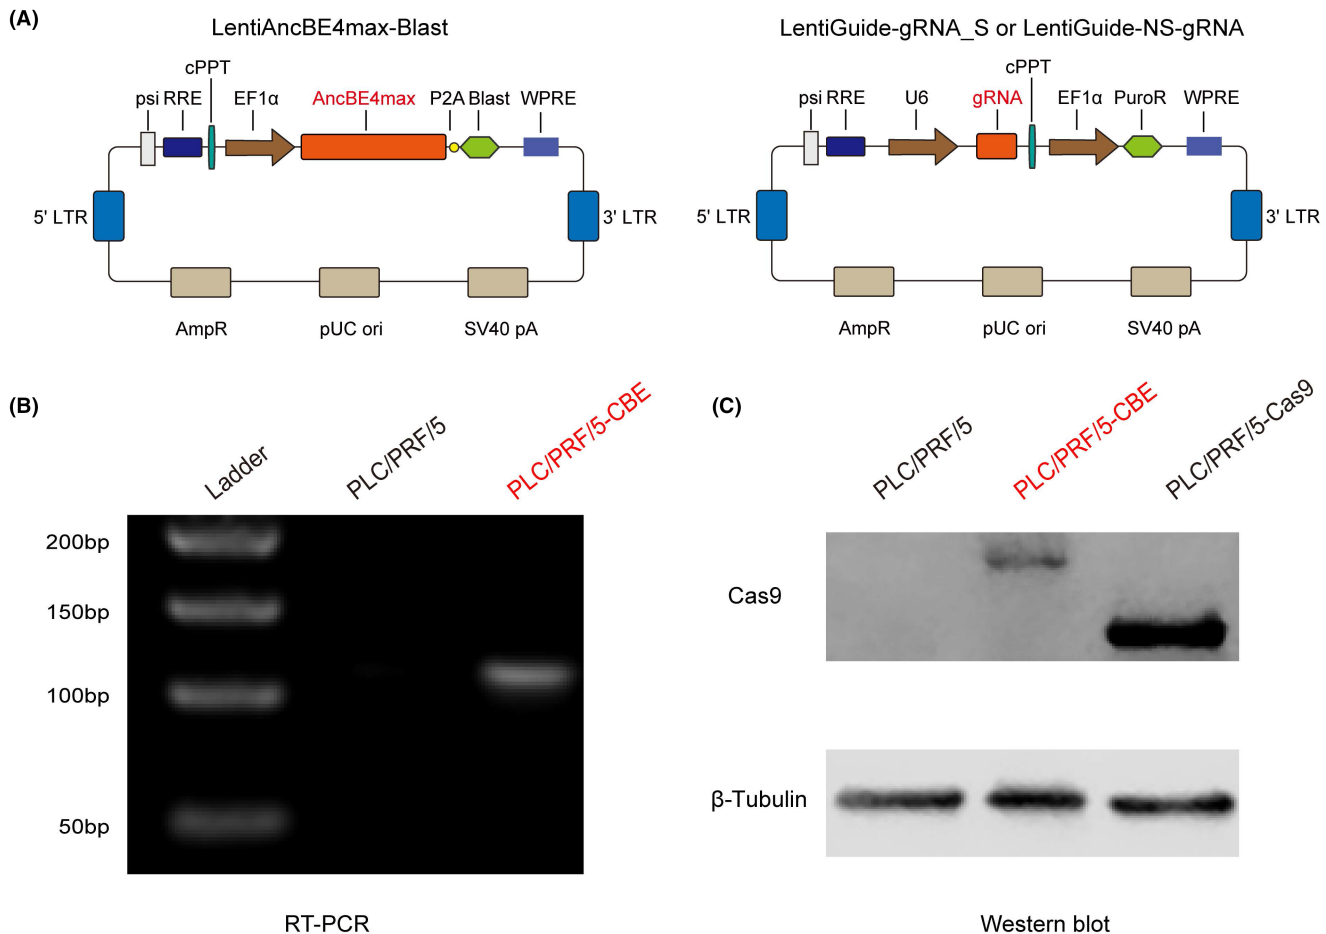 (A)
LentiAncBE4max-Blast
LentiGuide-gRNA_S or LentiGuide-NS-gRNA
cPPT
psi RRE EF1α AncBE4max P2A Blast WPRE
5' LTR 3' LTR
AmpR pUC ori SV40 pA
cPPT
psi RRE U6 gRNA EF1α PuroR WPRE
5' LTR 3' LTR
AmpR pUC ori SV40 pA
(B)
Ladder
PLC/PRF/5
PLC/PRF/5-CBE
200bp
150bp
100bp
50bp
RT-PCR
(C)
PLC/PRF/5
PLC/PRF/5-CBE
PLC/PRF/5-Cas9
Cas9
β-Tubulin
Western blot